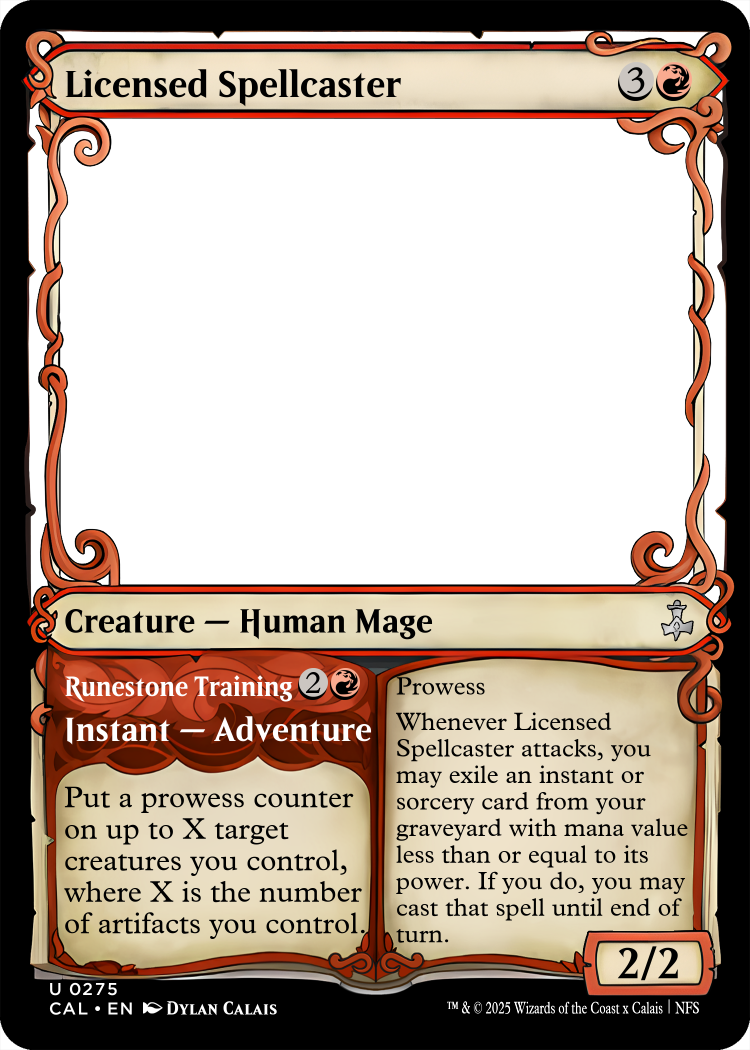 Licensed Spellcaster 3
Creature — Human Mage
Runestone Training 2
Instant — Adventure
Put a prowess counter
on up to X target
creatures you control,
where X is the number
of artifacts you control.
Prowess
Whenever Licensed
Spellcaster attacks, you
may exile an instant or
sorcery card from your
graveyard with mana value
less than or equal to its
power. If you do, you may
cast that spell until end of
turn.
2/2
U 0275
CAL • EN DYLAN CALAIS
™ & © 2025 Wizards of the Coast x Calais | NFS